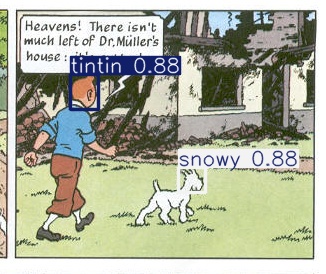 Heavens! There isn't
much left of Dr. Müller's
house :
tintin 0.88
snowy 0.88